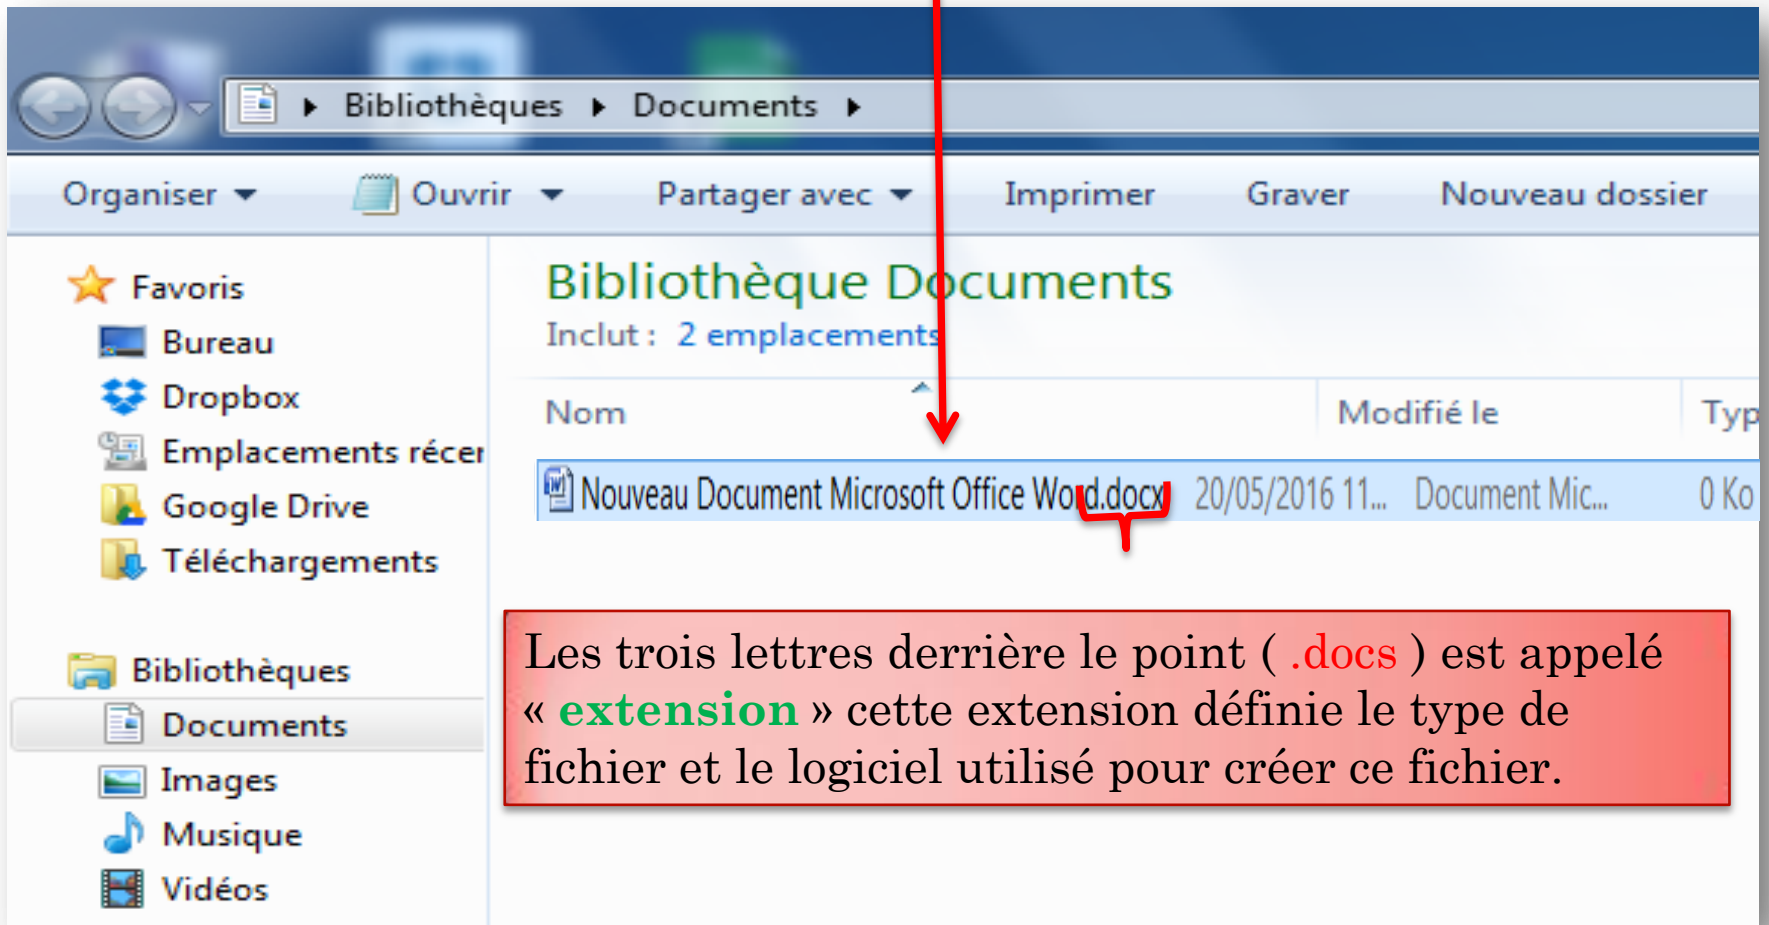 Bibliothèques Documents
Organiser Ouvrir Partager avec Imprimer Graver Nouveau dossier
Favoris
Bureau
Dropbox
Emplacements récer
Google Drive
Téléchargements
Bibliothèques
Documents
Images
Musique
Vidéos
Bibliothèque Documents
Inclut : 2 emplacements
Nom Modifié le Typ
Nouveau Document Microsoft Office Word.docx 20/05/2016 11... Document Mic... 0 Ko
Les trois lettres derrière le point ( .docs ) est appelé
« extension » cette extension définie le type de
fichier et le logiciel utilisé pour créer ce fichier.